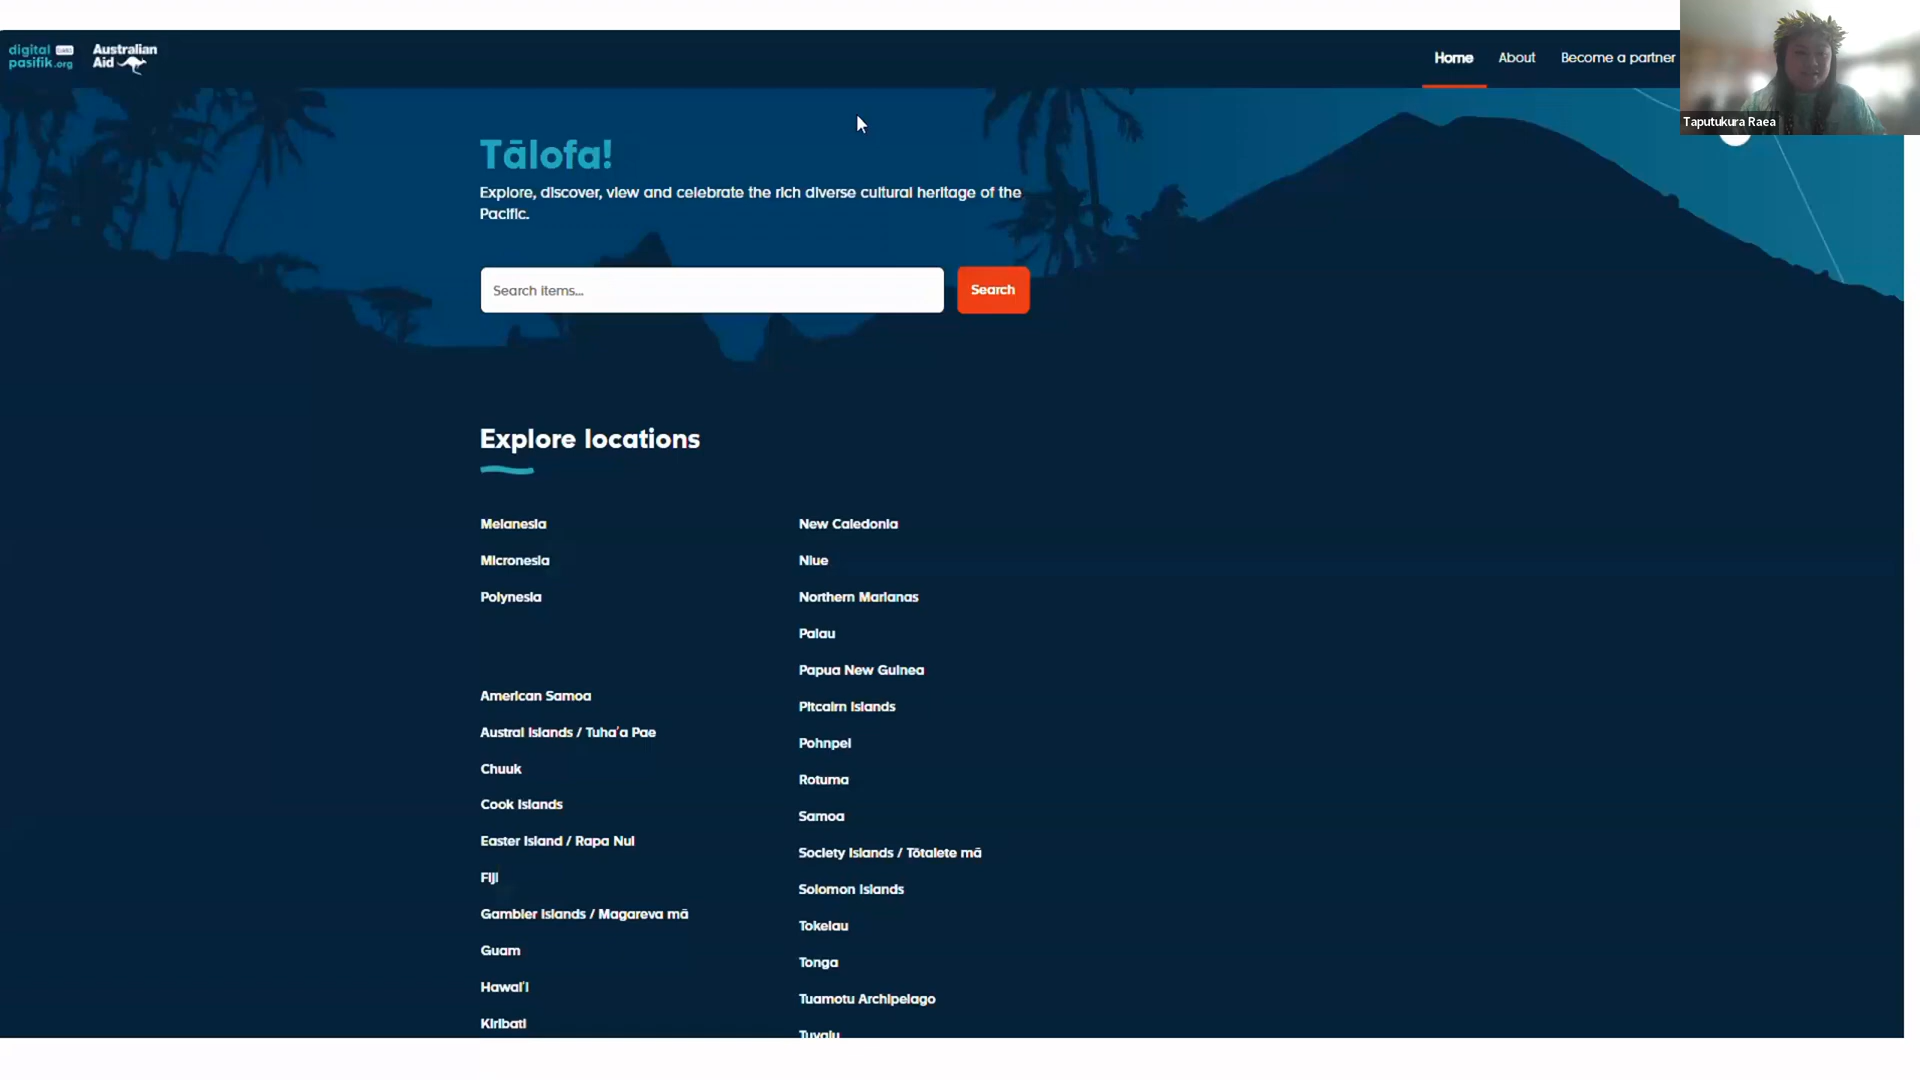 digital
pasifik.org
Australian
Aid
Home
About
Become a partner
Taputukura Raea
Tālofa!
Explore, discover, view and celebrate the rich diverse cultural heritage of the
Pacific.
Search items...
Search
Explore locations
Melanesia
Micronesia
Polynesia
American Samoa
Austral Islands / Tuha'a Pae
Chuuk
Cook Islands
Easter Island / Rapa Nui
Fiji
Gambier Islands / Magareva mā
Guam
Hawai'i
Kiribati
New Caledonia
Niue
Northern Marianas
Palau
Papua New Guinea
Pitcairn Islands
Pohnpei
Rotuma
Samoa
Society Islands / Tōtaiete mā
Solomon Islands
Tokelau
Tonga
Tuamotu Archipelago
Tuvalu